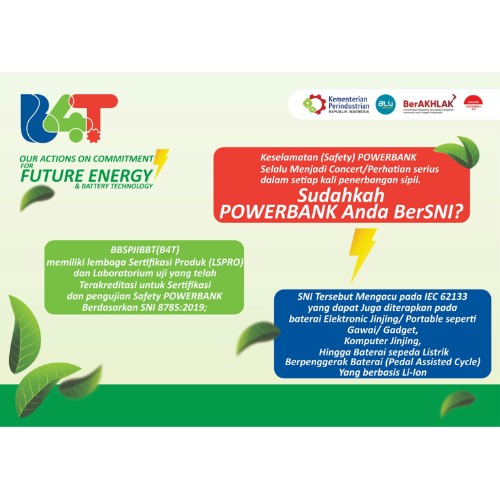 B4T
Kementerian
Perindustrian
REPUBLIK INDONESIA
BLU
BerAKHLAK
OUR ACTIONS ON COMMITMENT
FOR
FUTURE ENERGY
& BATTERY TECHNOLOGY
Keselamatan (Safety) POWERBANK
Selalu Menjadi Concert/Perhatian serius
dalam setiap kali penerbangan sipil.
Sudahkah
POWERBANK Anda BerSNI?
BBSPJIBBT(B4T)
memiliki lembaga Sertifikasi Produk (LSPRO)
dan Laboratorium uji yang telah
Terakreditasi untuk Sertifikasi
dan pengujian Safety POWERBANK
Berdasarkan SNI 8785:2019;
SNI Tersebut Mengacu pada IEC 62133
yang dapat Juga diterapkan pada
baterai Elektronic Jinjing/ Portable seperti
Gawai/ Gadget,
Komputer Jinjing,
Hingga Baterai sepeda Listrik
Berpenggerak Baterai (Pedal Assisted Cycle)
Yang berbasis Li-Ion